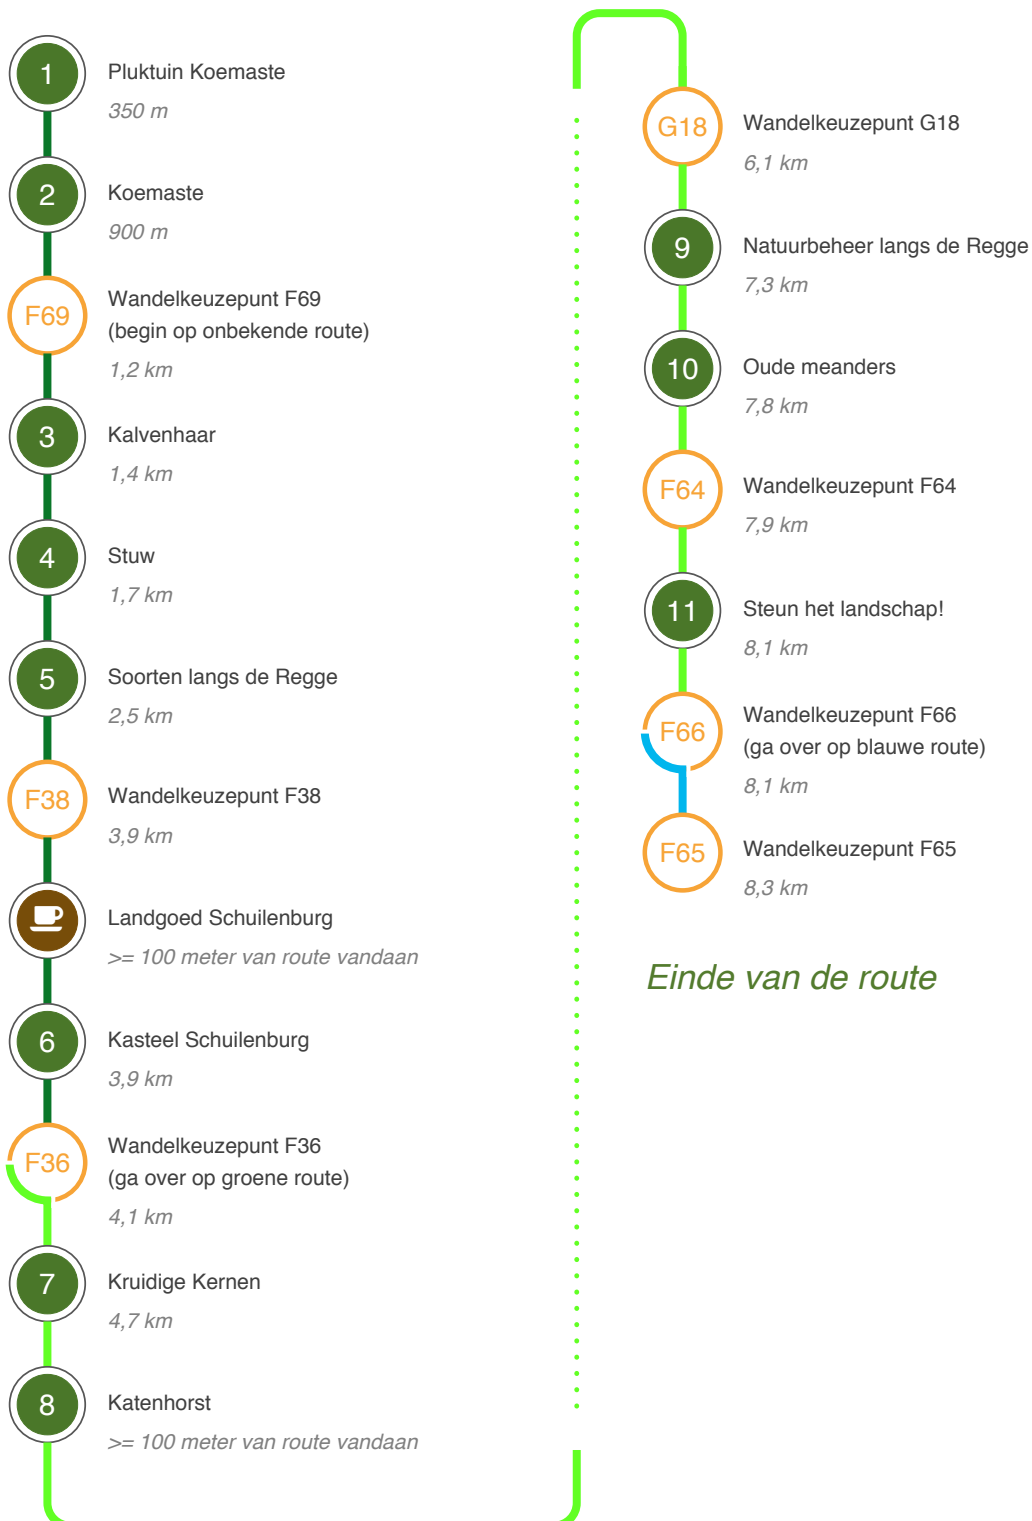 1
Pluktuin Koemaste
350 m
2
Koemaste
900 m
F69
Wandelkeuzepunt F69
(begin op onbekende route)
1,2 km
3
Kalvenhaar
1,4 km
4
Stuw
1,7 km
5
Soorten langs de Regge
2,5 km
F38
Wandelkeuzepunt F38
3,9 km
Landgoed Schuilenburg
>= 100 meter van route vandaan
6
Kasteel Schuilenburg
3,9 km
F36
Wandelkeuzepunt F36
(ga over op groene route)
4,1 km
7
Kruidige Kernen
4,7 km
8
Katenhorst
>= 100 meter van route vandaan
G18
Wandelkeuzepunt G18
6,1 km
9
Natuurbeheer langs de Regge
7,3 km
10
Oude meanders
7,8 km
F64
Wandelkeuzepunt F64
7,9 km
11
Steun het landschap!
8,1 km
F66
Wandelkeuzepunt F66
(ga over op blauwe route)
8,1 km
F65
Wandelkeuzepunt F65
8,3 km
Einde van de route